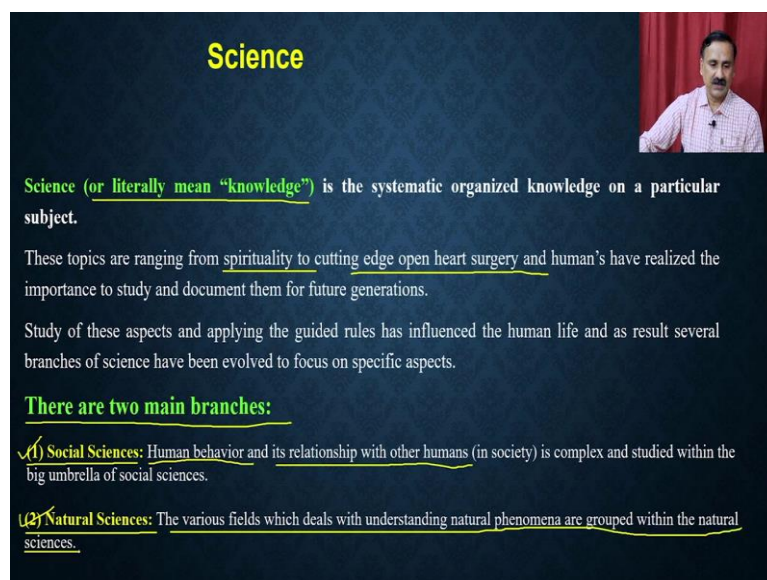 Science
Science (or literally mean “knowledge”) is the systematic organized knowledge on a particular
subject.
These topics are ranging from spirituality to cutting edge open heart surgery and human’s have realized the
importance to study and document them for future generations.
Study of these aspects and applying the guided rules has influenced the human life and as result several
branches of science have been evolved to focus on specific aspects.
There are two main branches:
(1) Social Sciences: Human behavior and its relationship with other humans (in society) is complex and studied within the
big umbrella of social sciences.
(2) Natural Sciences: The various fields which deals with understanding natural phenomena are grouped within the natural
sciences.